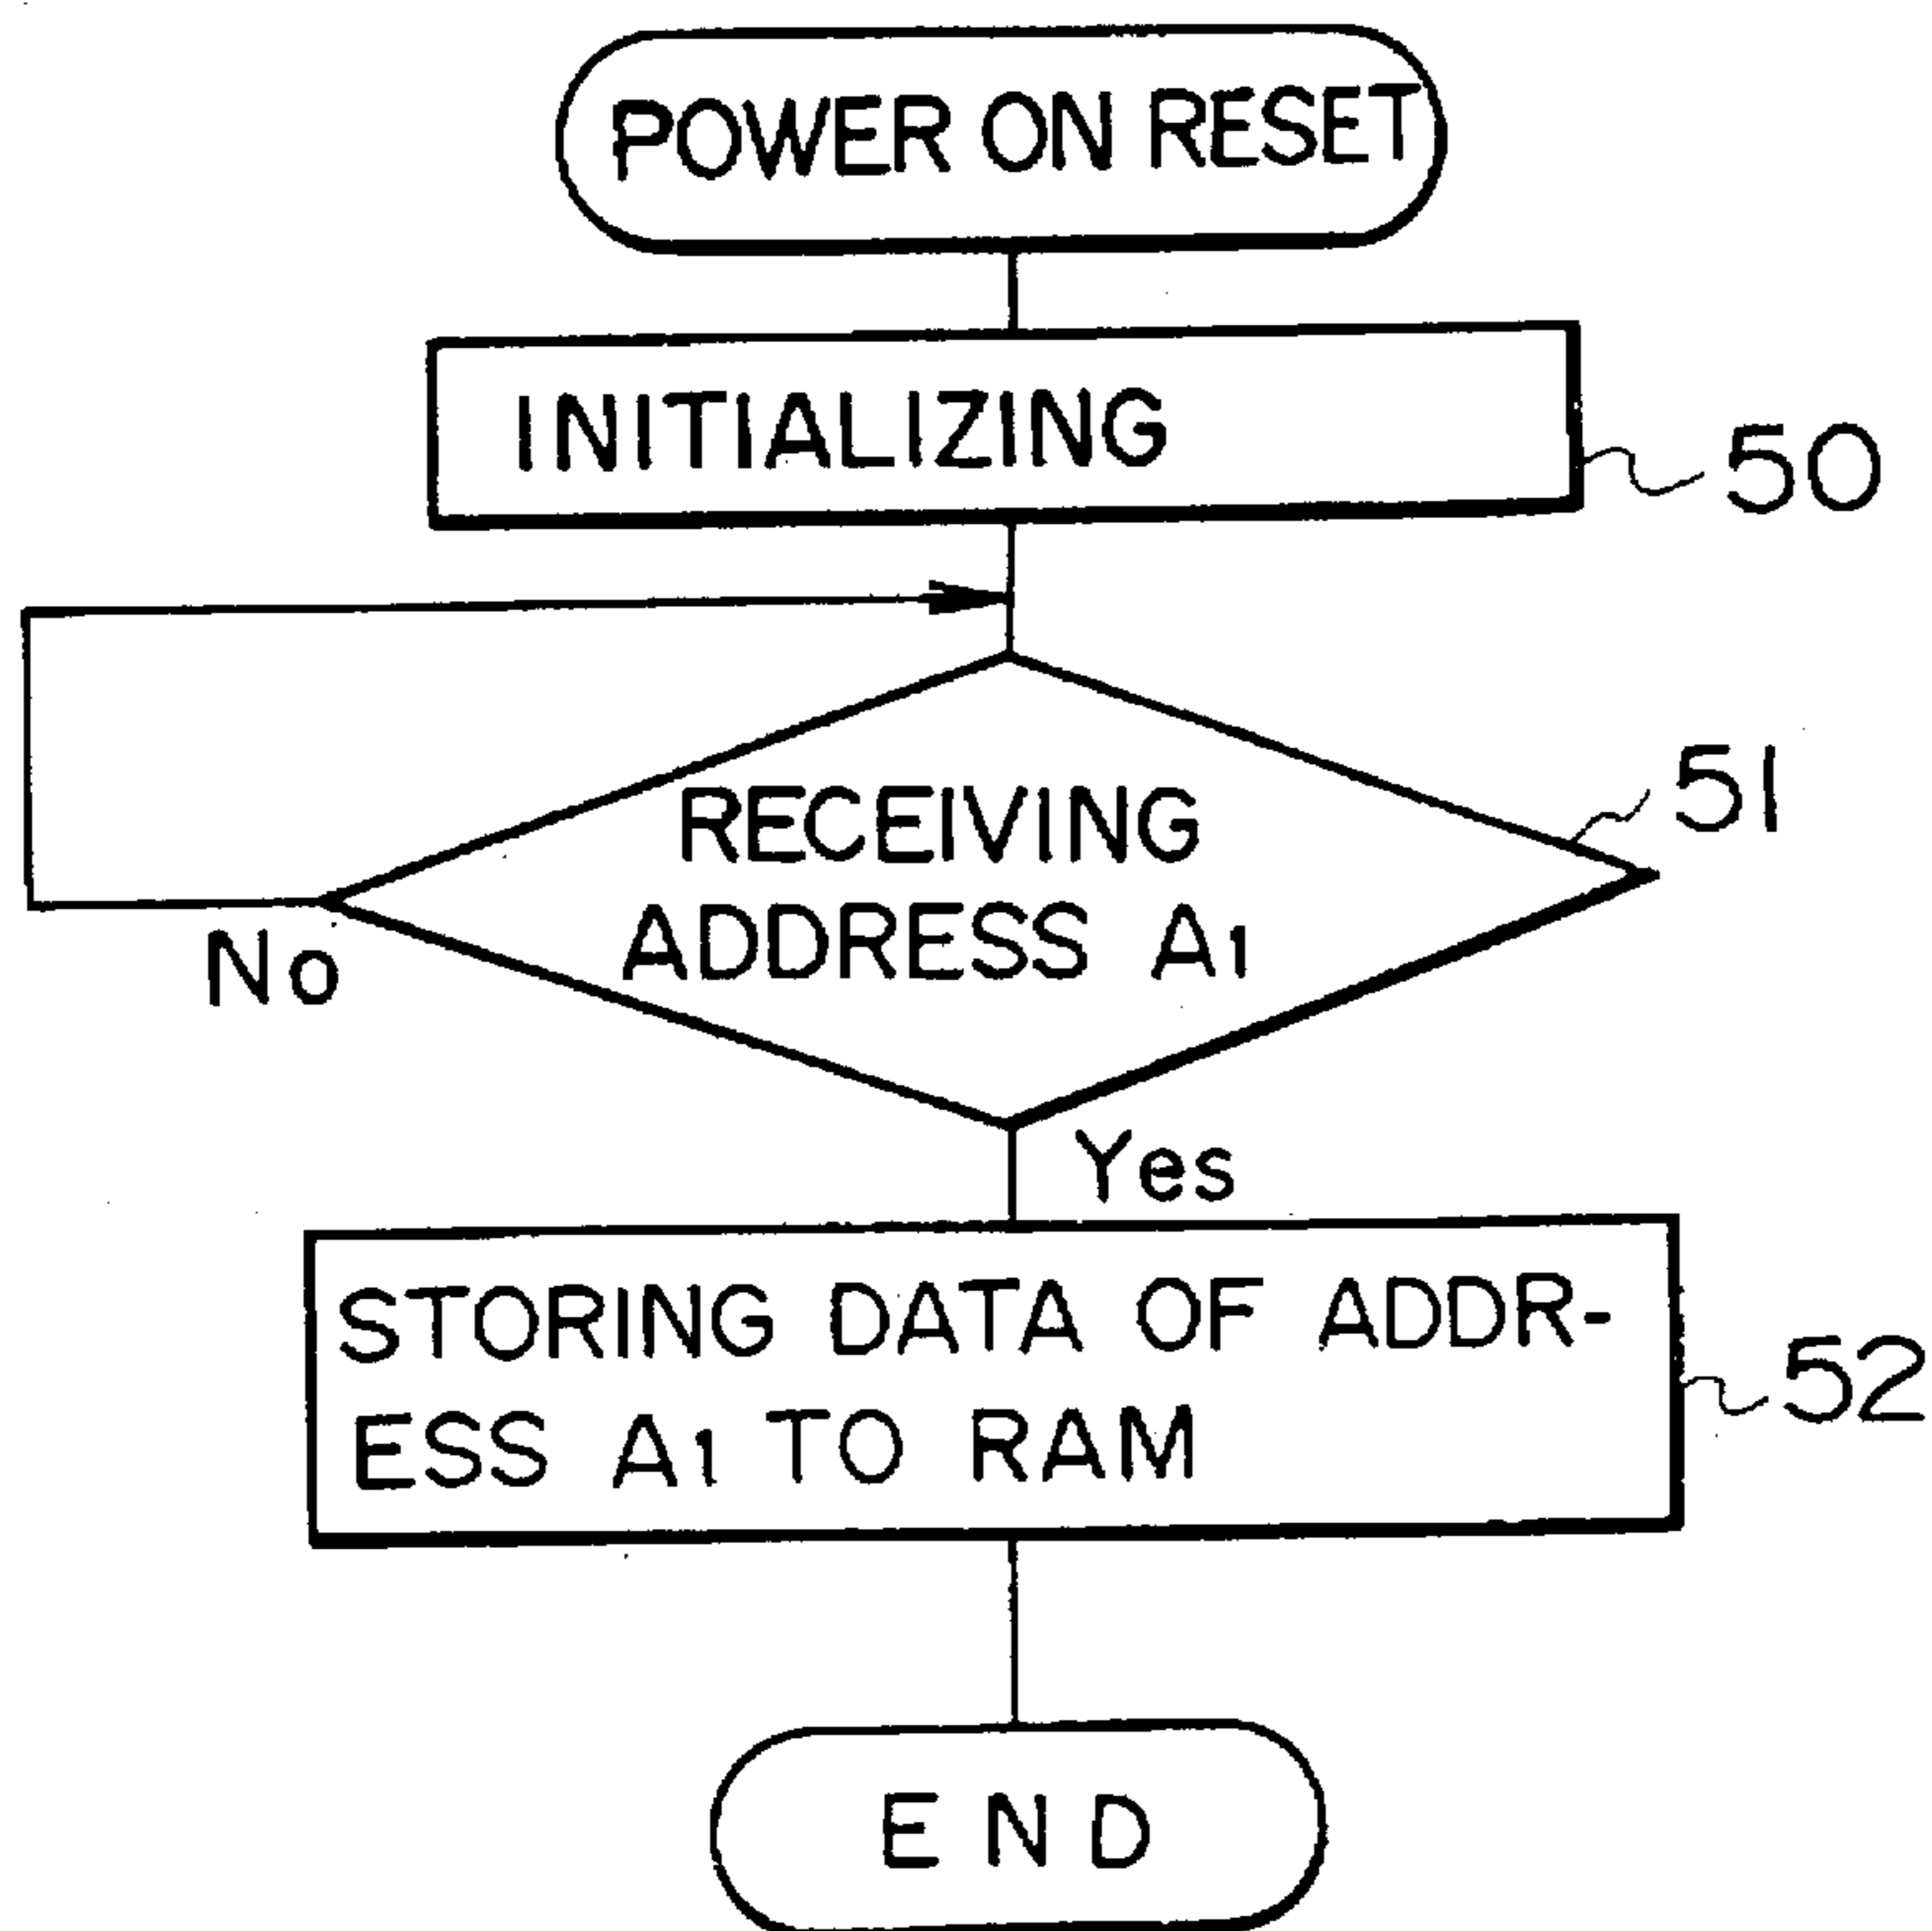 POWER ON RESET
INITIALIZING
50
RECEIVING
ADDRESS A1
51
No
Yes
STORING DATA OF ADDR-
ESS A1 TO RAM
52
END